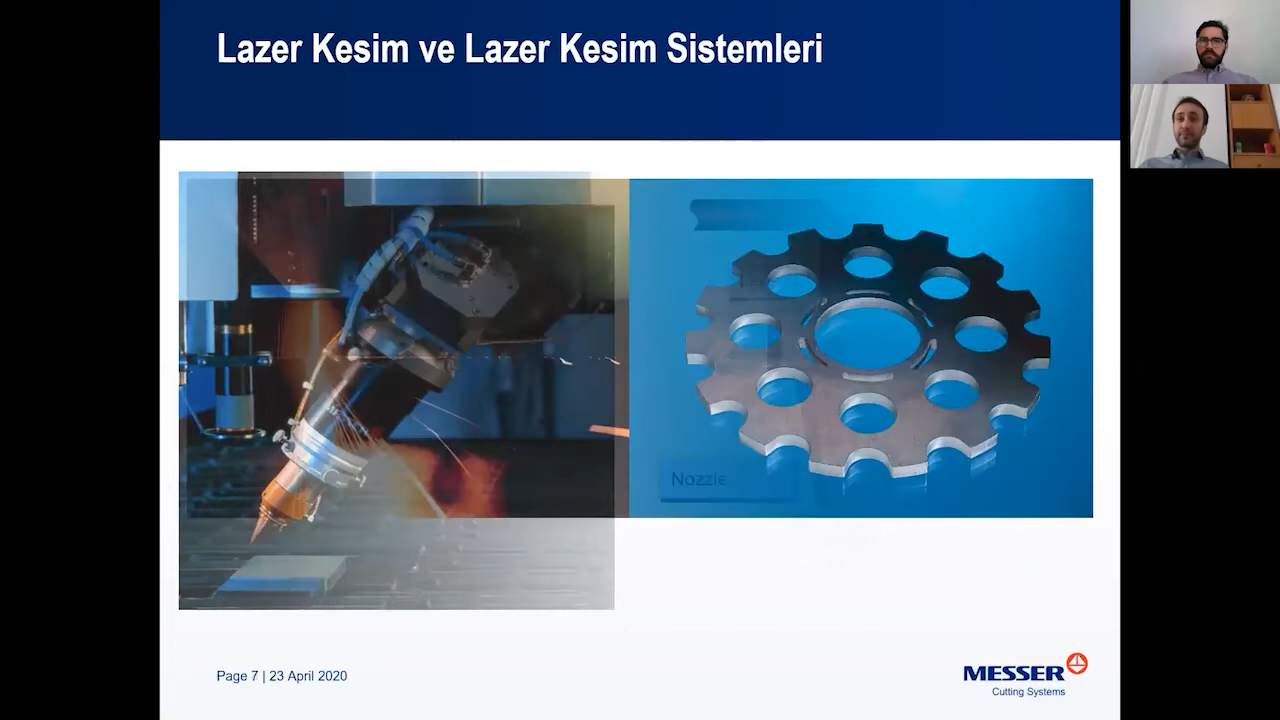 Lazer Kesim ve Lazer Kesim Sistemleri
Nozzle
Page 7 | 23 April 2020
MESSER
Cutting Systems